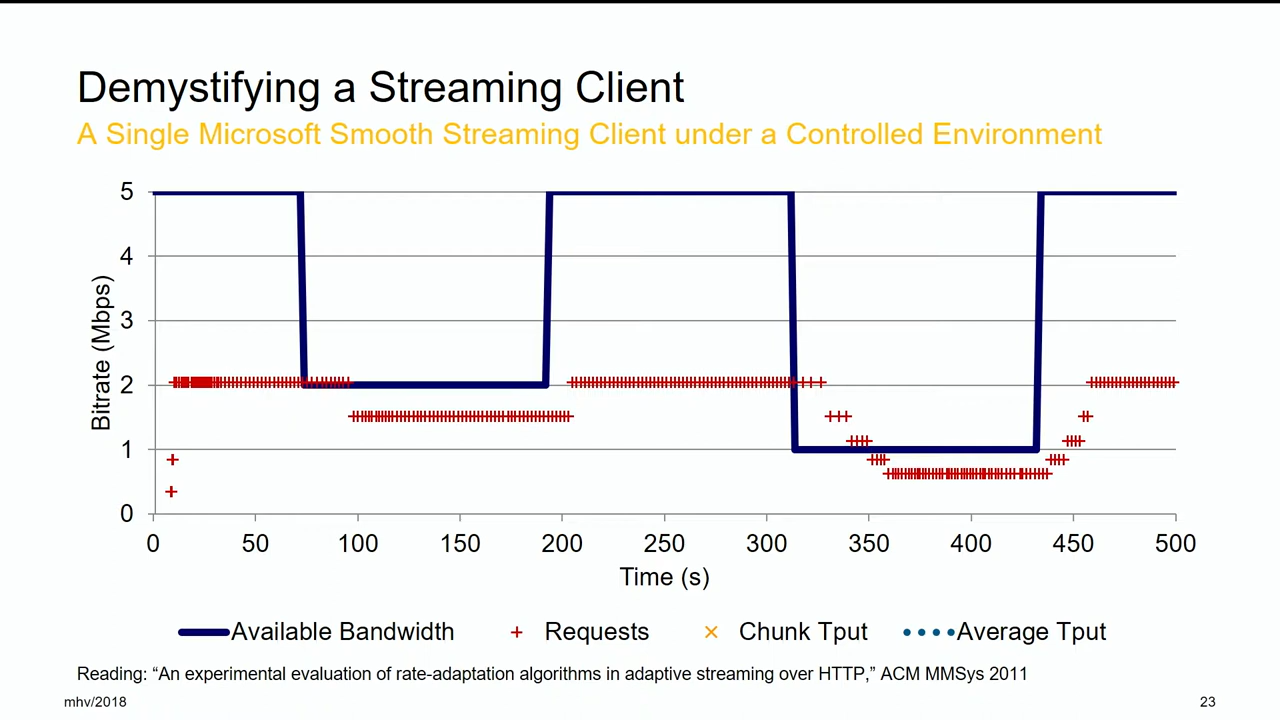 Demystifying a Streaming Client
A Single Microsoft Smooth Streaming Client under a Controlled Environment
5
4
3
2
1
0
Bitrate (Mbps)
0 50 100 150 200 250 300 350 400 450 500
Time (s)
Available Bandwidth Requests Chunk Tput Average Tput
Reading: “An experimental evaluation of rate-adaptation algorithms in adaptive streaming over HTTP,” ACM MMSys 2011
mhv/2018 23